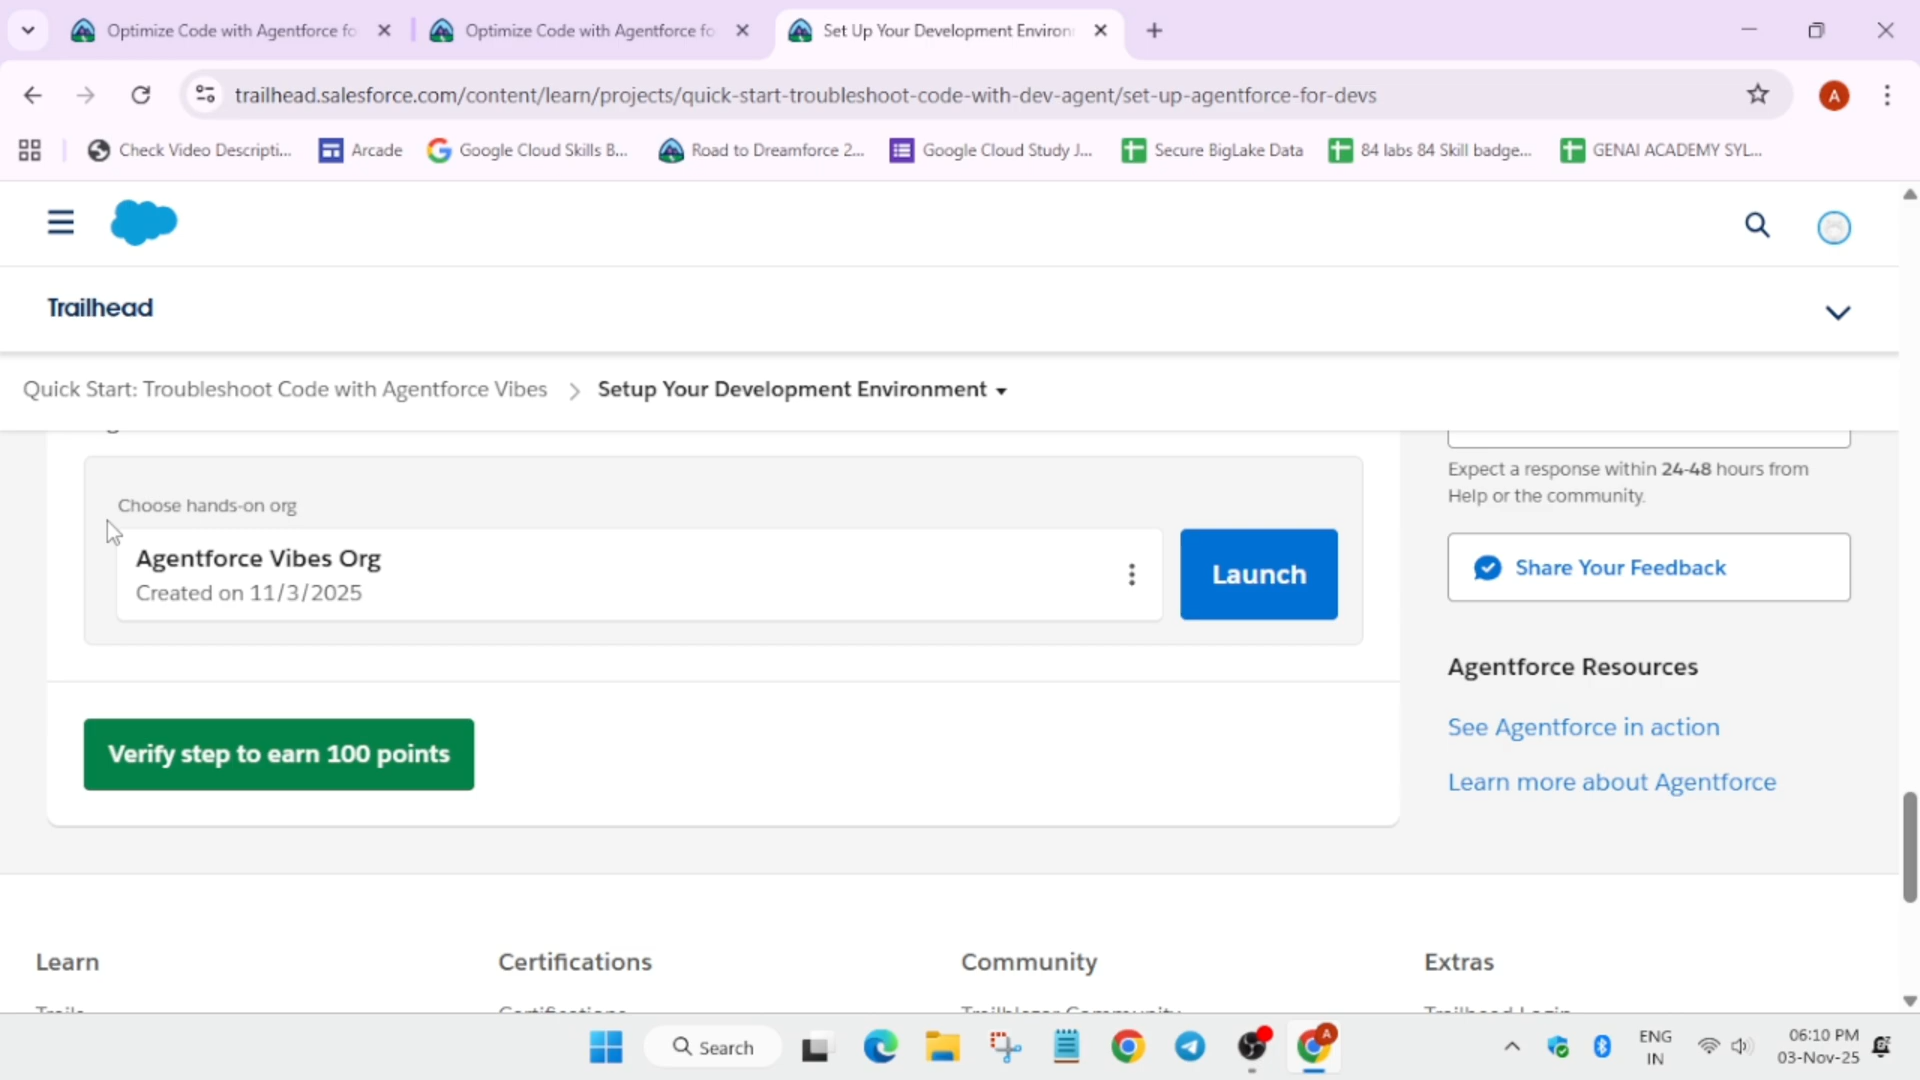 Optimize Code with Agentforce fo
Optimize Code with Agentforce fo
Set Up Your Development Environ
trailhead.salesforce.com/content/learn/projects/quick-start-troubleshoot-code-with-dev-agent/set-up-agentforce-for-devs
A
Check Video Descripti...
Arcade
Google Cloud Skills B...
Road to Dreamforce 2...
Google Cloud Study J...
Secure BigLake Data
84 labs 84 Skill badge...
GENAI ACADEMY SYL...
Trailhead
Quick Start: Troubleshoot Code with Agentforce Vibes
Setup Your Development Environment
Choose hands-on org
Agentforce Vibes Org
Created on 11/3/2025
Launch
Verify step to earn 100 points
Expect a response within 24-48 hours from
Help or the community.
Share Your Feedback
Agentforce Resources
See Agentforce in action
Learn more about Agentforce
Learn
Certifications
Community
Extras
Trails
Certifications
Trailblazer Community
Trailhead Login
Search
A
ENG
IN
06:10 PM
03-Nov-25